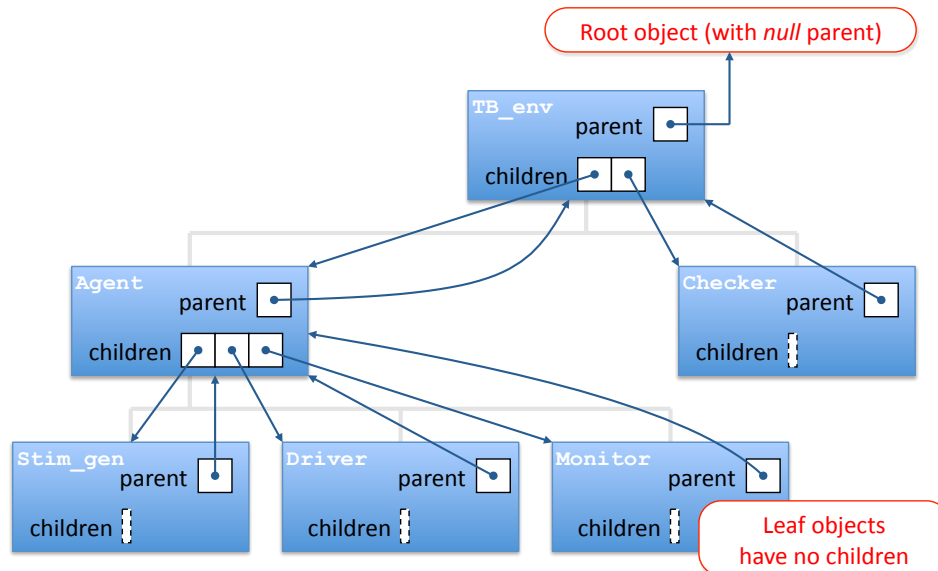 Root object (with null parent)
TB_env
parent
children
Agent
parent
children
Checker
parent
children
Stim_gen
parent
children
Driver
parent
children
Monitor
parent
children
Leaf objects
have no children